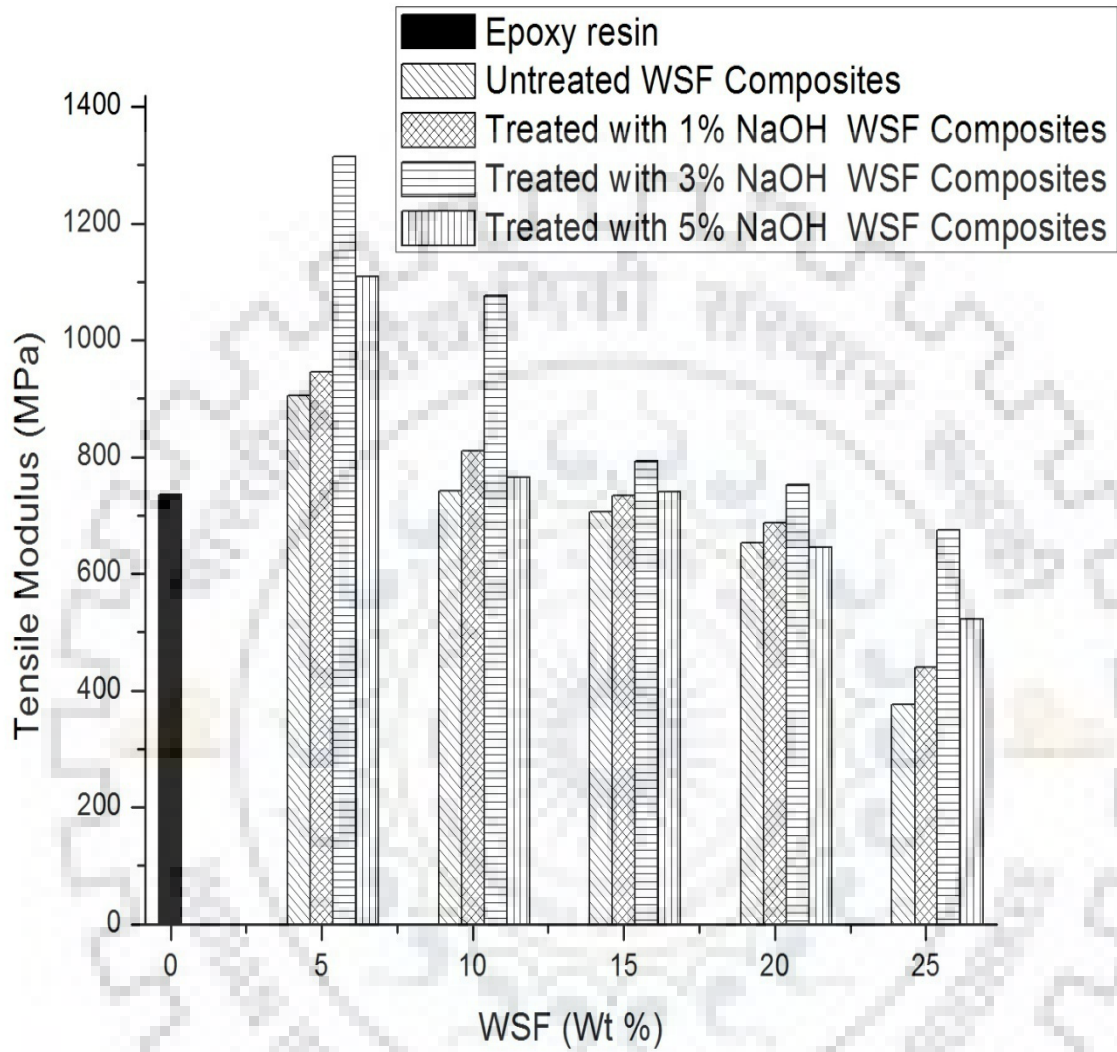 Epoxy resin
Untreated WSF Composites
Treated with 1% NaOH WSF Composites
Treated with 3% NaOH WSF Composites
Treated with 5% NaOH WSF Composites
Tensile Modulus (MPa)
1400
1200
1000
800
600
400
200
0
0 5 10 15 20 25
WSF (Wt %)